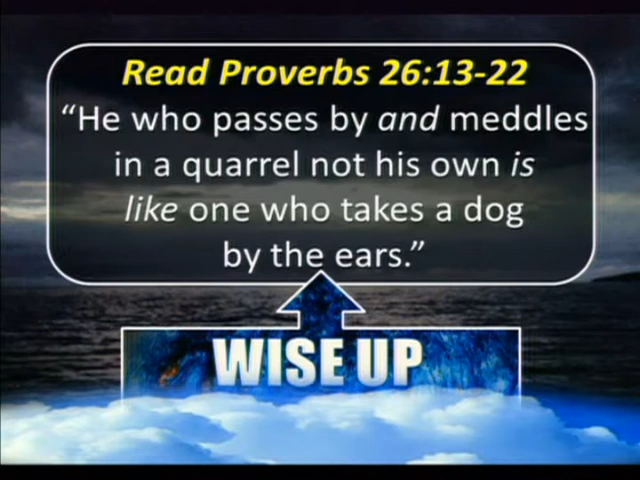 Read Proverbs 26:13-22
“He who passes by and meddles
in a quarrel not his own is
like one who takes a dog
by the ears.”
WISE UP